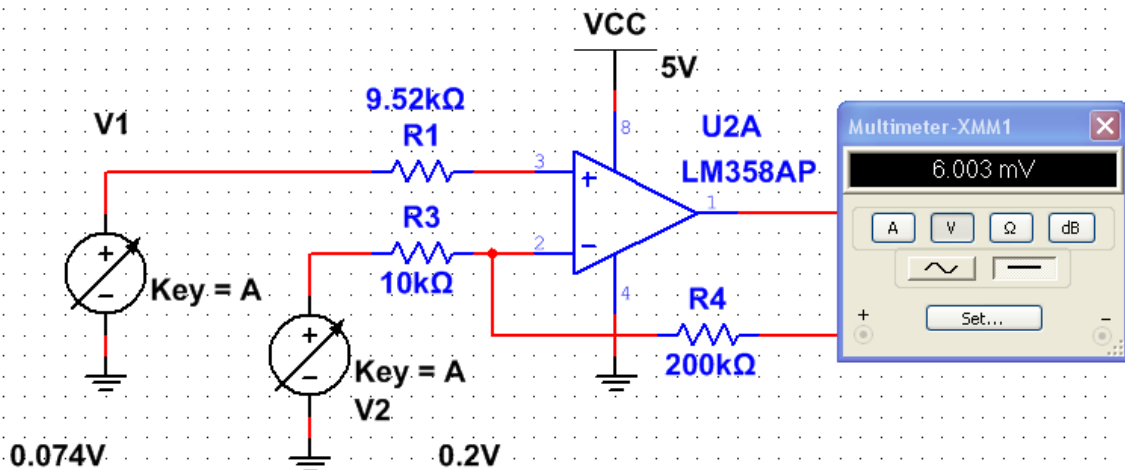 VCC
5V
9.52kΩ
R1
V1
8
U2A
LM358AP
3
+
1
R3
2
−
10kΩ
+
−
Key = A
4
R4
200kΩ
+
−
Key = A
V2
0.074V
0.2V
Multimeter-XMM1
6.003 mV
A
V
Ω
dB
+
Set...
-